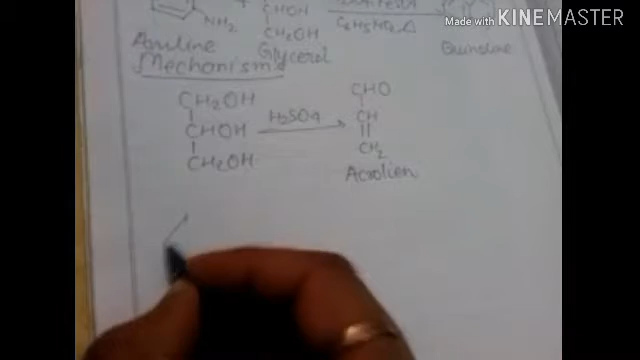 Made with KINEMASTER
NH2
+
CHOH
CH2OH
C6H5NO2, Δ
Aniline
Glycerol
Quinoline
Mechanism
CH2OH
CHOH
CH2OH
H2SO4
CHO
CH
||
CH2
Acrolien